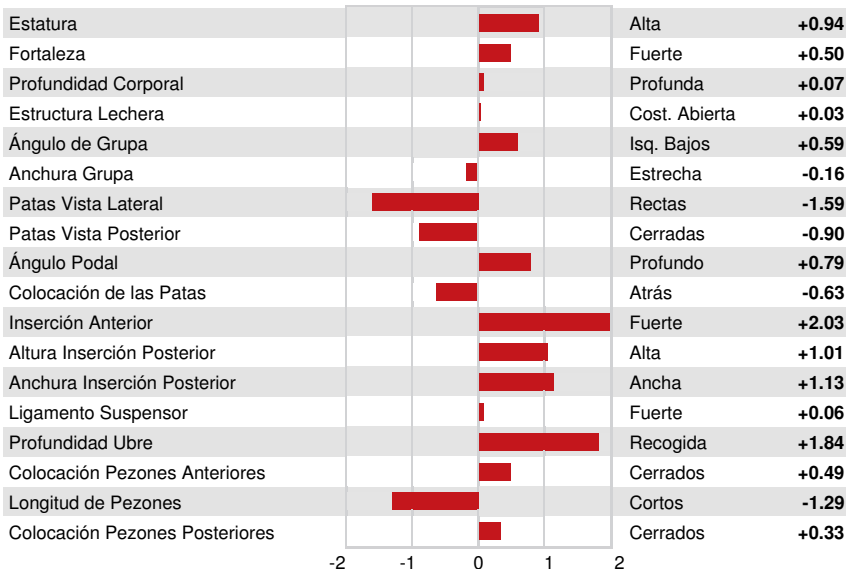 Estatura Alta +0.94
Fortaleza Fuerte +0.50
Profundidad Corporal Profunda +0.07
Estructura Lechera Cost. Abierta +0.03
Ángulo de Grupa Isq. Bajos +0.59
Anchura Grupa Estrecha -0.16
Patas Vista Lateral Rectas -1.59
Patas Vista Posterior Cerradas -0.90
Ángulo Podal Profundo +0.79
Colocación de las Patas Atrás -0.63
Inserción Anterior Fuerte +2.03
Altura Inserción Posterior Alta +1.01
Anchura Inserción Posterior Ancha +1.13
Ligamento Suspensor Fuerte +0.06
Profundidad Ubre Recogida +1.84
Colocación Pezones Anteriores Cerrados +0.49
Longitud de Pezones Cortos -1.29
Colocación Pezones Posteriores Cerrados +0.33
-2 -1 0 1 2